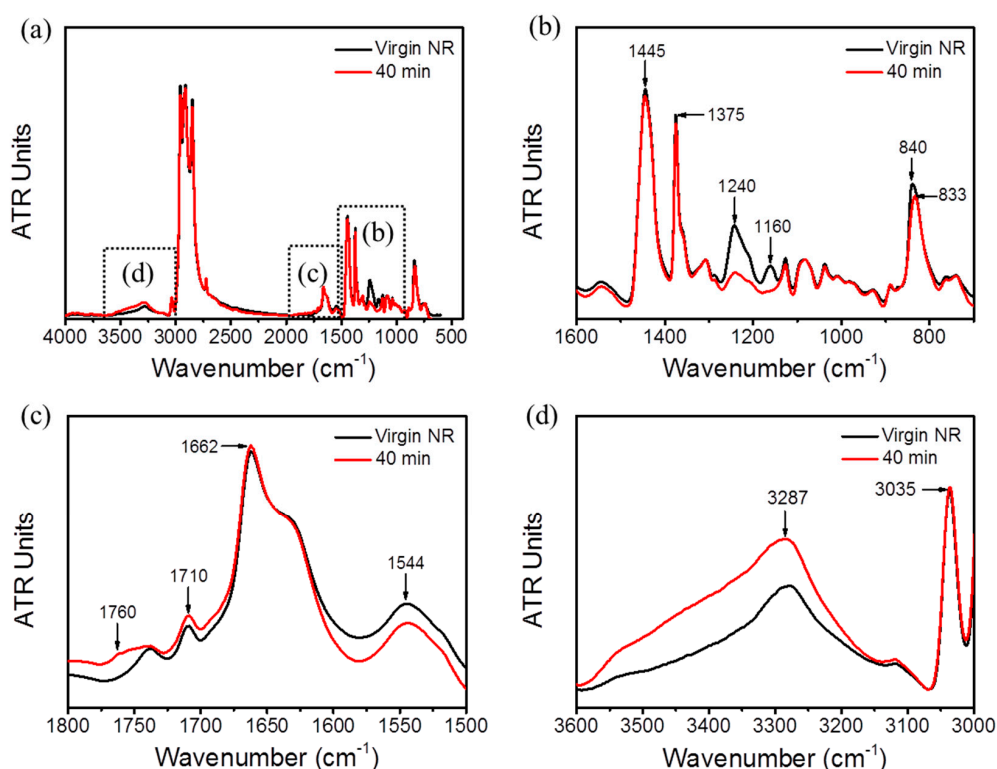 (a)
Virgin NR
40 min
(d)
(c)
(b)
ATR Units
4000 3500 3000 2500 2000 1500 1000 500
Wavenumber (cm⁻¹)
(b)
Virgin NR
40 min
1445
1375
1240
1160
840
833
ATR Units
1600 1400 1200 1000 800
Wavenumber (cm⁻¹)
(c)
Virgin NR
40 min
1662
1760
1710
1544
ATR Units
1800 1750 1700 1650 1600 1550 1500
Wavenumber (cm⁻¹)
(d)
Virgin NR
40 min
3287
3035
ATR Units
3600 3500 3400 3300 3200 3100 3000
Wavenumber (cm⁻¹)